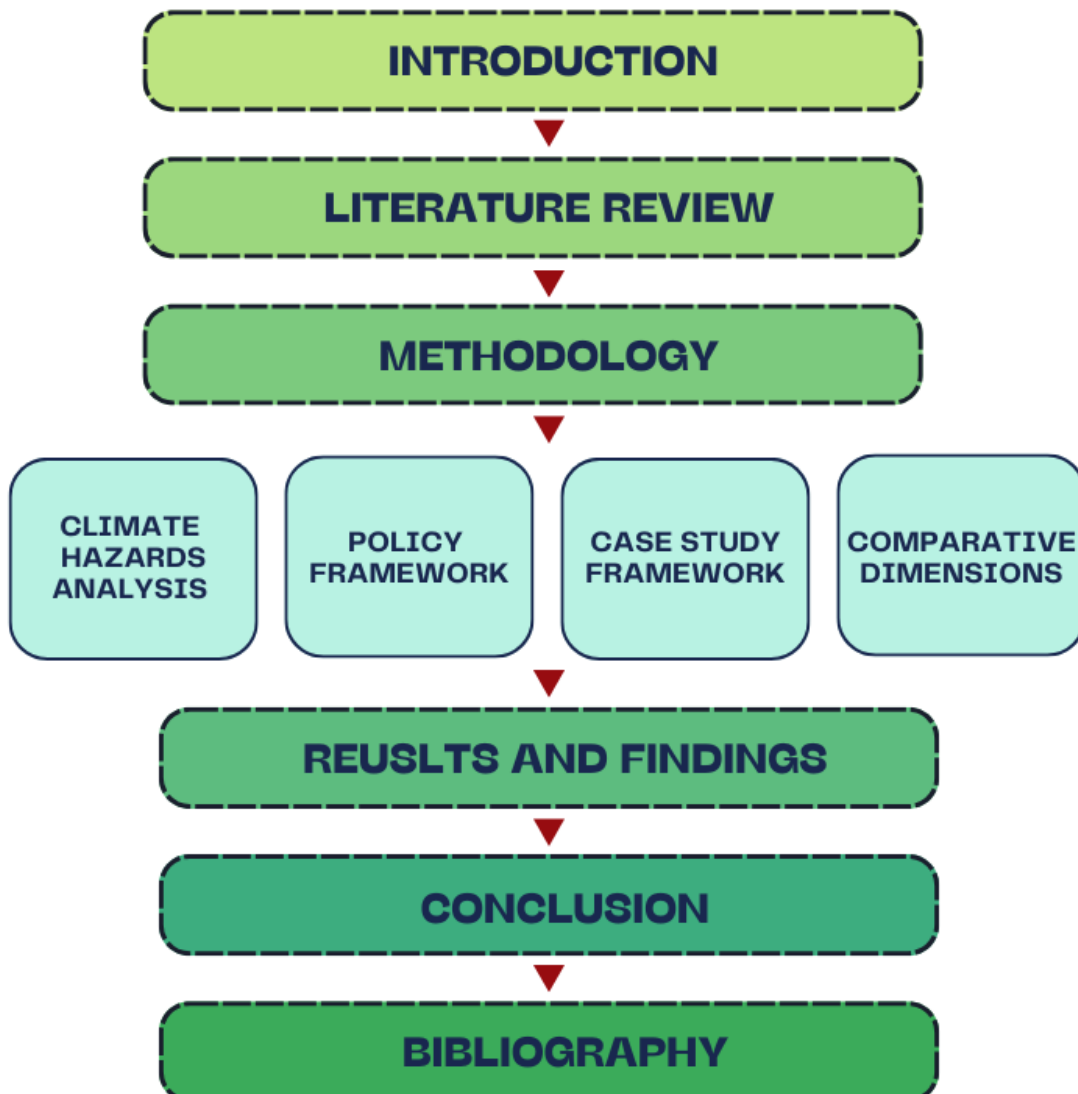 INTRODUCTION
LITERATURE REVIEW
METHODOLOGY
CLIMATE
HAZARDS
ANALYSIS
POLICY
FRAMEWORK
CASE STUDY
FRAMEWORK
COMPARATIVE
DIMENSIONS
REUSLTS AND FINDINGS
CONCLUSION
BIBLIOGRAPHY